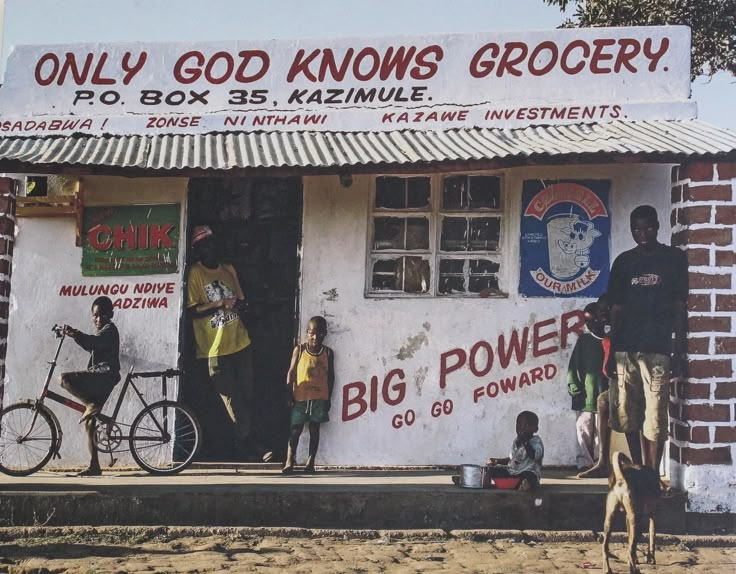 ONLY GOD KNOWS GROCERY.
P.O. BOX 35, KAZIMULE.
OSADABWA! ZONSE NI NTHAWI KAZAWE INVESTMENTS.
CHIK
MULUNGU NDIYE
ADZIWA
OUR MILK
BIG POWER
GO GO FOWARD